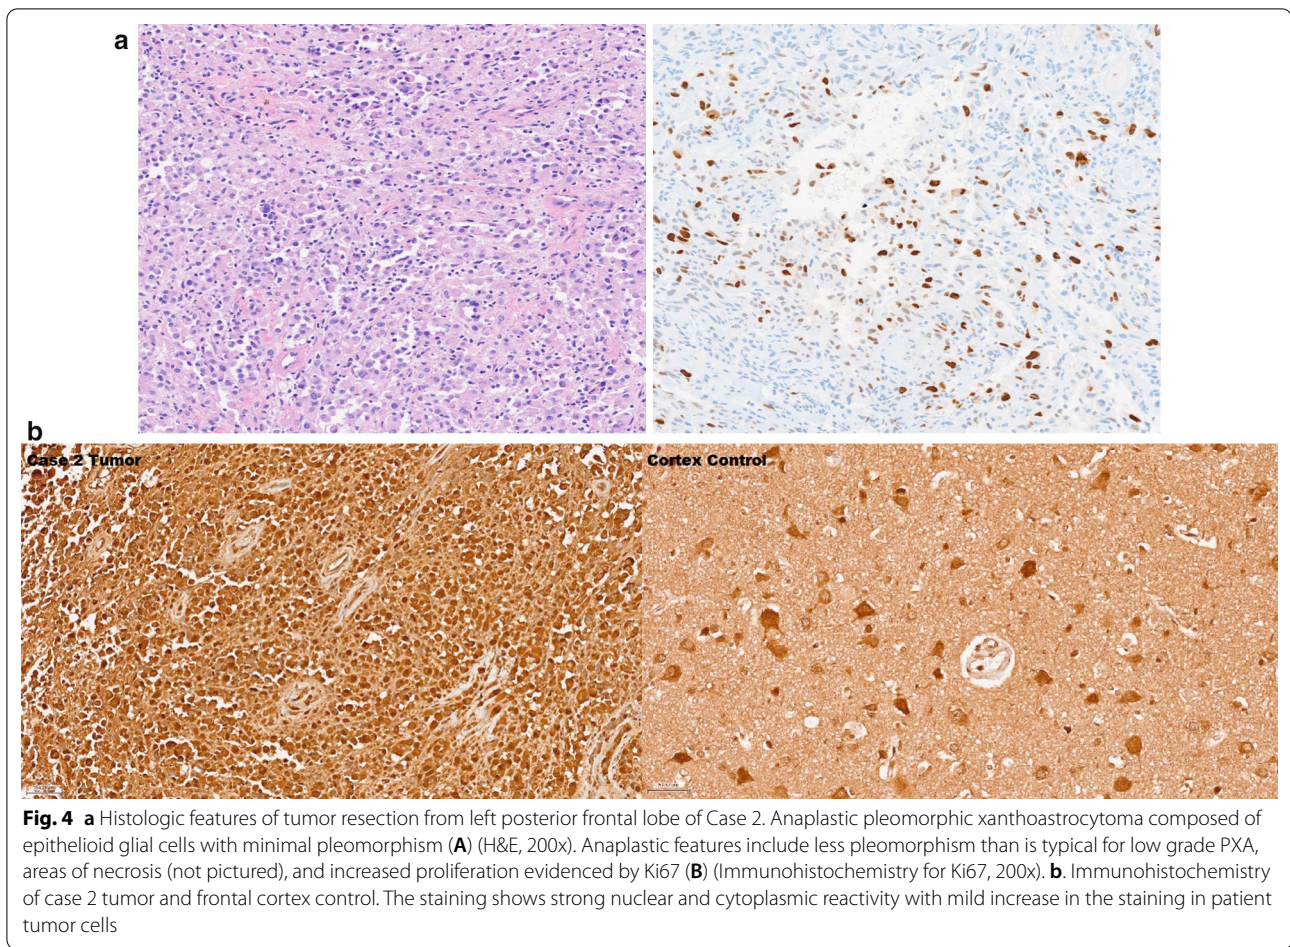 a
b
Case 2 Tumor
Cortex Control
Fig. 4 a Histologic features of tumor resection from left posterior frontal lobe of Case 2. Anaplastic pleomorphic xanthoastrocytoma composed of
epithelioid glial cells with minimal pleomorphism (A) (H&E, 200x). Anaplastic features include less pleomorphism than is typical for low grade PXA,
areas of necrosis (not pictured), and increased proliferation evidenced by Ki67 (B) (Immunohistochemistry for Ki67, 200x). b. Immunohistochemistry
of case 2 tumor and frontal cortex control. The staining shows strong nuclear and cytoplasmic reactivity with mild increase in the staining in patient
tumor cells